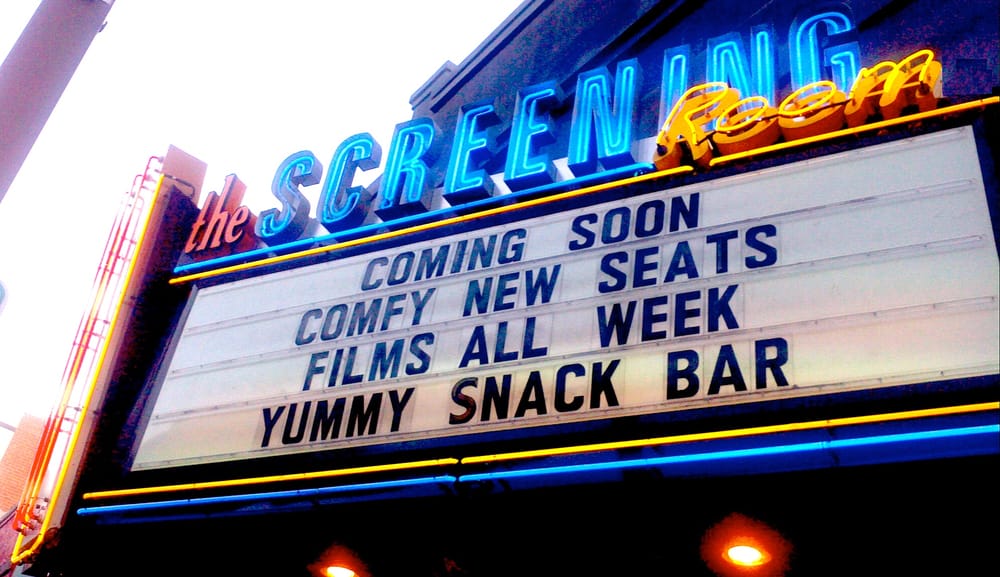 the SCREENING Room
COMING SOON
COMFY NEW SEATS
FILMS ALL WEEK
YUMMY SNACK BAR